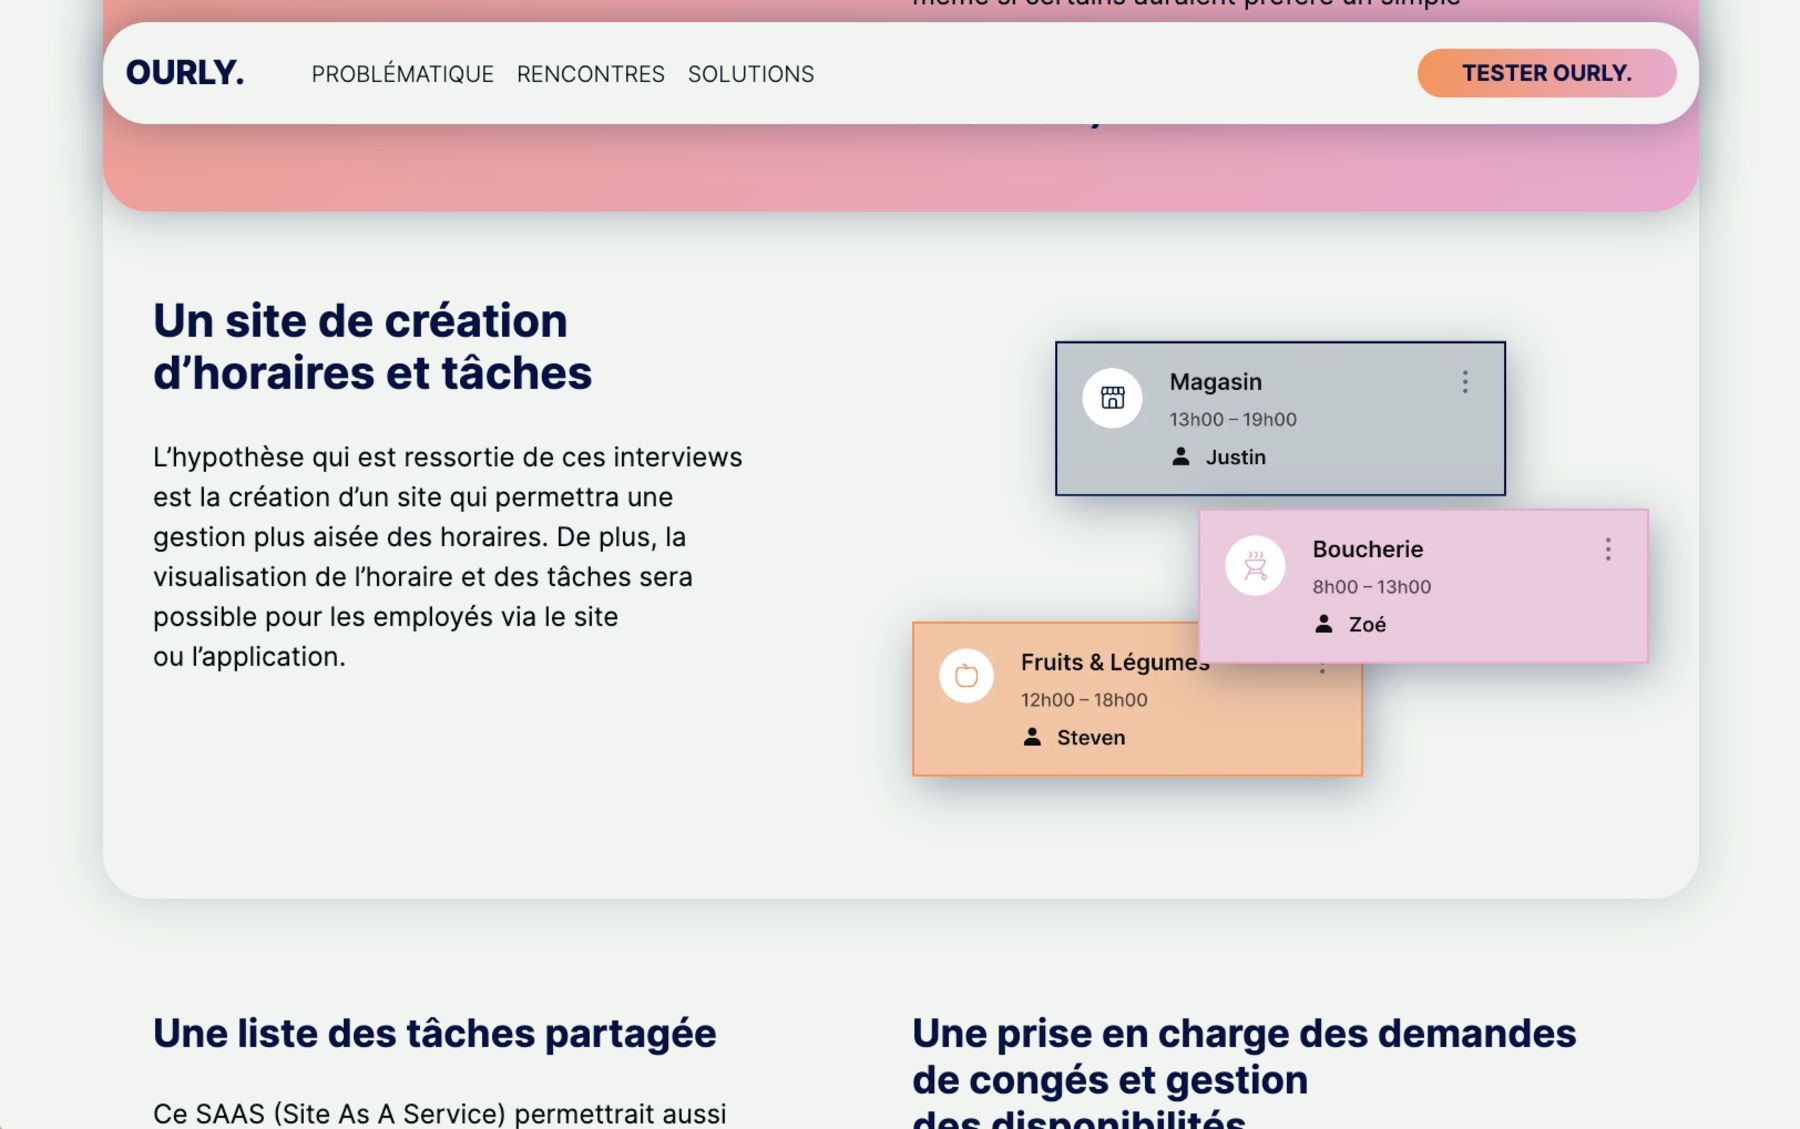 OURLY.
PROBLÉMATIQUE RENCONTRES SOLUTIONS
TESTER OURLY.
Un site de création
d’horaires et tâches
L’hypothèse qui est ressortie de ces interviews
est la création d’un site qui permettra une
gestion plus aisée des horaires. De plus, la
visualisation de l’horaire et des tâches sera
possible pour les employés via le site
ou l’application.
Magasin
13h00 – 19h00
Justin
Boucherie
8h00 – 13h00
Zoé
Fruits & Légumes
12h00 – 18h00
Steven
Une liste des tâches partagée
Ce SAAS (Site As A Service) permettrait aussi
Une prise en charge des demandes
de congés et gestion
des disponibilités